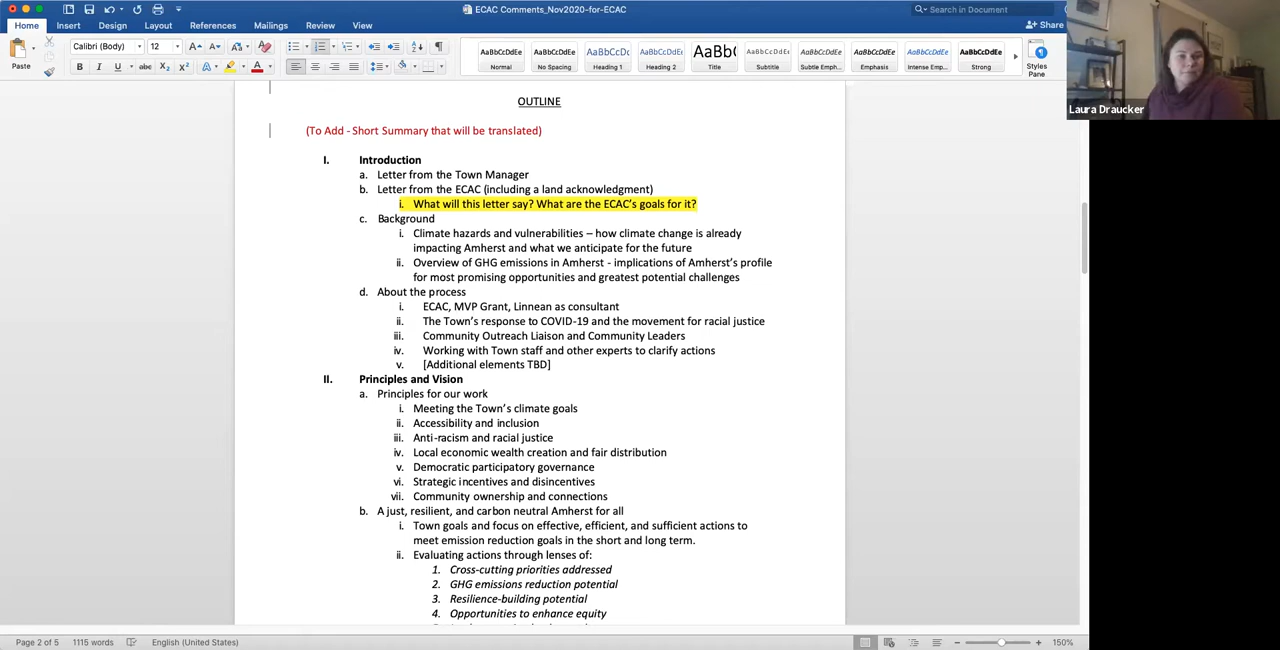 ECAC Comments_Nov2020-for-ECAC
Search in Document
Home Insert Design Layout References Mailings Review View
Share
Paste
Calibri (Body) 12
AaBbCcDdEe AaBbCcDdEe AaBbCcDc AaBbCcDdEe AaBb( AaBbCcDdEe AaBbCcDdEe AaBbCcDdEe AaBbCcDdEe AaBbCcDdEe
Normal No Spacing Heading 1 Heading 2 Title Subtitle Subtle Emph... Emphasis Intense Emp... Strong
Styles
Pane
Laura Draucker
OUTLINE
(To Add - Short Summary that will be translated)
I. Introduction
a. Letter from the Town Manager
b. Letter from the ECAC (including a land acknowledgment)
i. What will this letter say? What are the ECAC's goals for it?
c. Background
i. Climate hazards and vulnerabilities – how climate change is already
impacting Amherst and what we anticipate for the future
ii. Overview of GHG emissions in Amherst - implications of Amherst's profile
for most promising opportunities and greatest potential challenges
d. About the process
i. ECAC, MVP Grant, Linnean as consultant
ii. The Town's response to COVID-19 and the movement for racial justice
iii. Community Outreach Liaison and Community Leaders
iv. Working with Town staff and other experts to clarify actions
v. [Additional elements TBD]
II. Principles and Vision
a. Principles for our work
i. Meeting the Town's climate goals
ii. Accessibility and inclusion
iii. Anti-racism and racial justice
iv. Local economic wealth creation and fair distribution
v. Democratic participatory governance
vi. Strategic incentives and disincentives
vii. Community ownership and connections
b. A just, resilient, and carbon neutral Amherst for all
i. Town goals and focus on effective, efficient, and sufficient actions to
meet emission reduction goals in the short and long term.
ii. Evaluating actions through lenses of:
1. Cross-cutting priorities addressed
2. GHG emissions reduction potential
3. Resilience-building potential
4. Opportunities to enhance equity
Page 2 of 5 1115 words English (United States) 150%